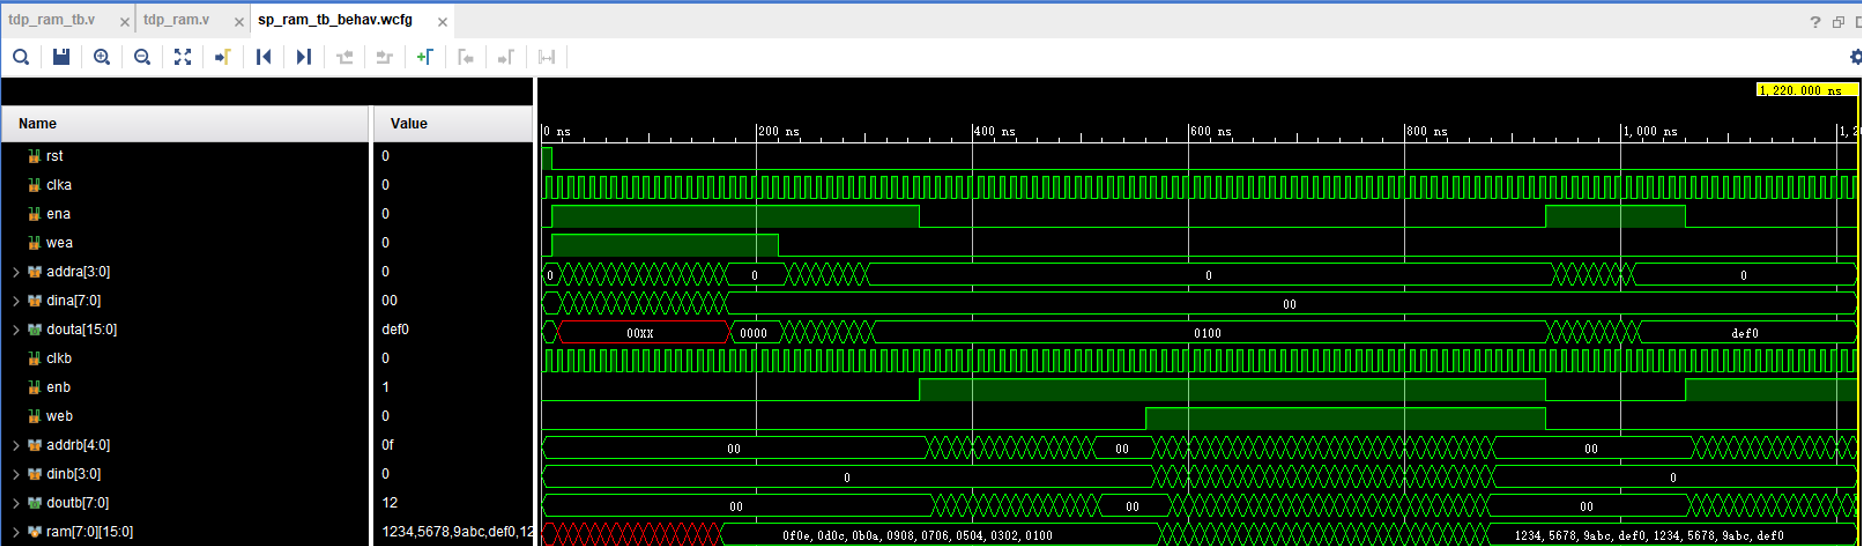 tdp_ram_tb.v × tdp_ram.v × sp_ram_tb_behav.wcfg × ?
1,220.000 ns
Name Value
0 ns 200 ns 400 ns 600 ns 800 ns 1,000 ns 1,2
rst 0
clka 0
ena 0
wea 0
addra[3:0] 0 0 0 0 0
dina[7:0] 00 00
douta[15:0] def0 00xx 0000 0100 def0
clkb 0
enb 1
web 0
addrb[4:0] 0f 00 00 00
dinb[3:0] 0 0 0
doutb[7:0] 12 00 00 00
ram[7:0][15:0] 1234,5678,9abc,def0,12 0f0e, 0d0c, 0b0a, 0908, 0706, 0504, 0302, 0100 1234, 5678, 9abc, def0, 1234, 5678, 9abc, def0